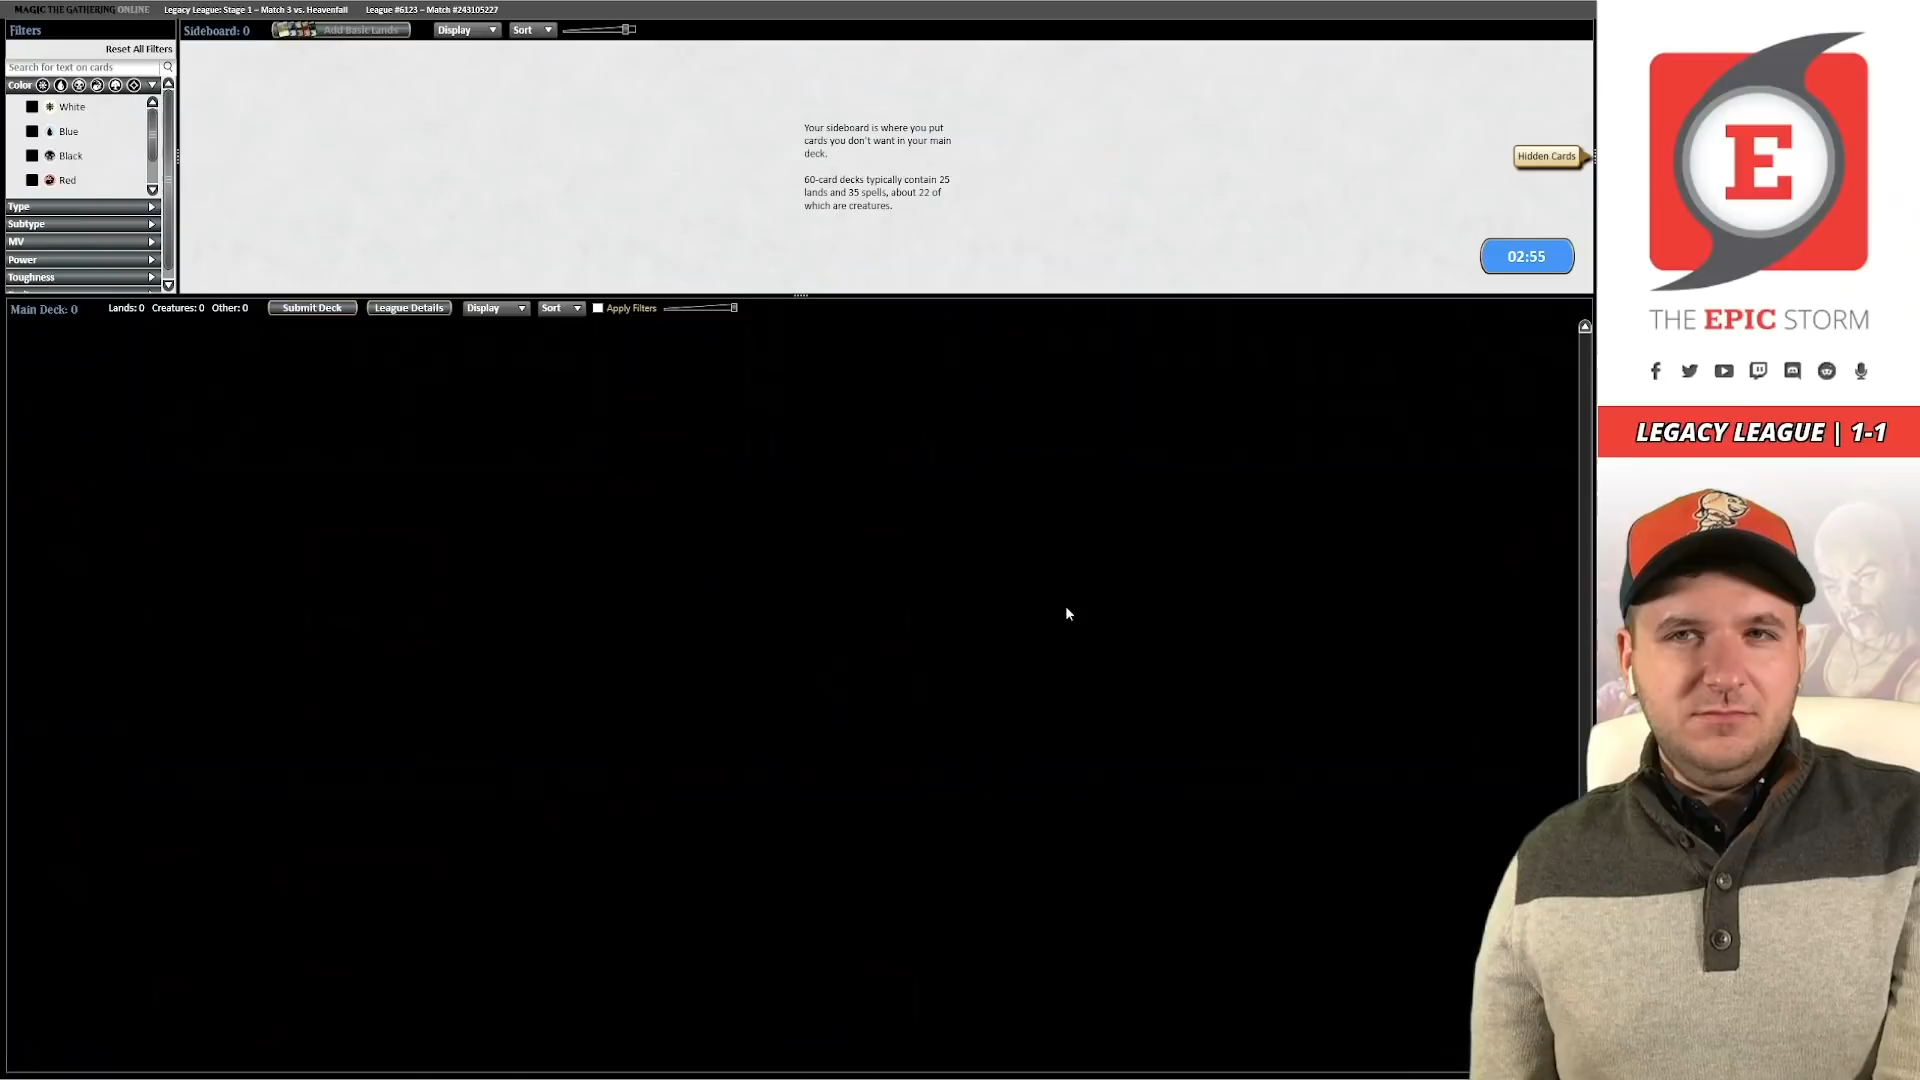 MAGIC THE GATHERING ONLINE
Legacy League: Stage 1 – Match 3 vs. Heavenfall
League #6123 – Match #243105227
Filters
Reset All Filters
Search for text on cards
Color
White
Blue
Black
Red
Type
Subtype
MV
Power
Toughness
Sideboard: 0
Add Basic Lands
Display
Sort
Your sideboard is where you put
cards you don't want in your main
deck.
60-card decks typically contain 25
lands and 35 spells, about 22 of
which are creatures.
Hidden Cards
02:55
Main Deck: 0
Lands: 0 Creatures: 0 Other: 0
Submit Deck
League Details
Display
Sort
Apply Filters
E
THE EPIC STORM
LEGACY LEAGUE | 1-1